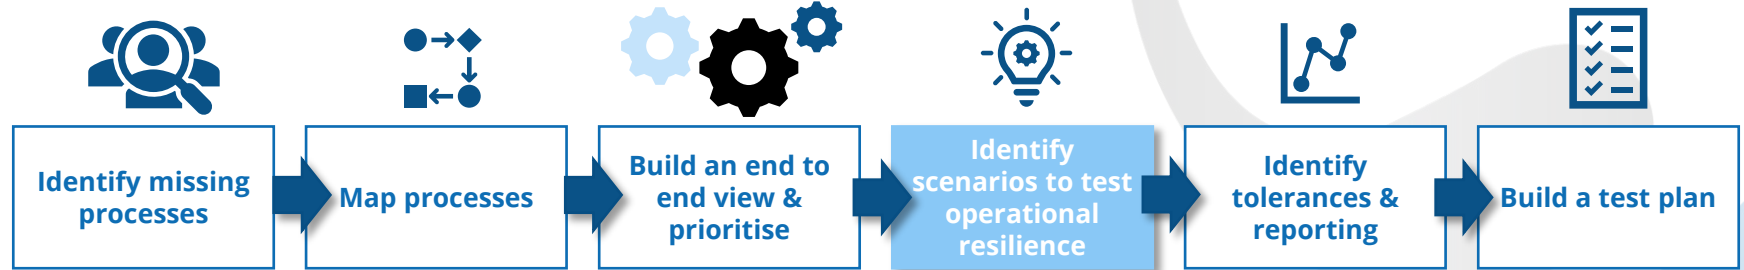 Identify missing
processes
Map processes
Build an end to
end view &
prioritise
Identify
scenarios to test
operational
resilience
Identify
tolerances &
reporting
Build a test plan